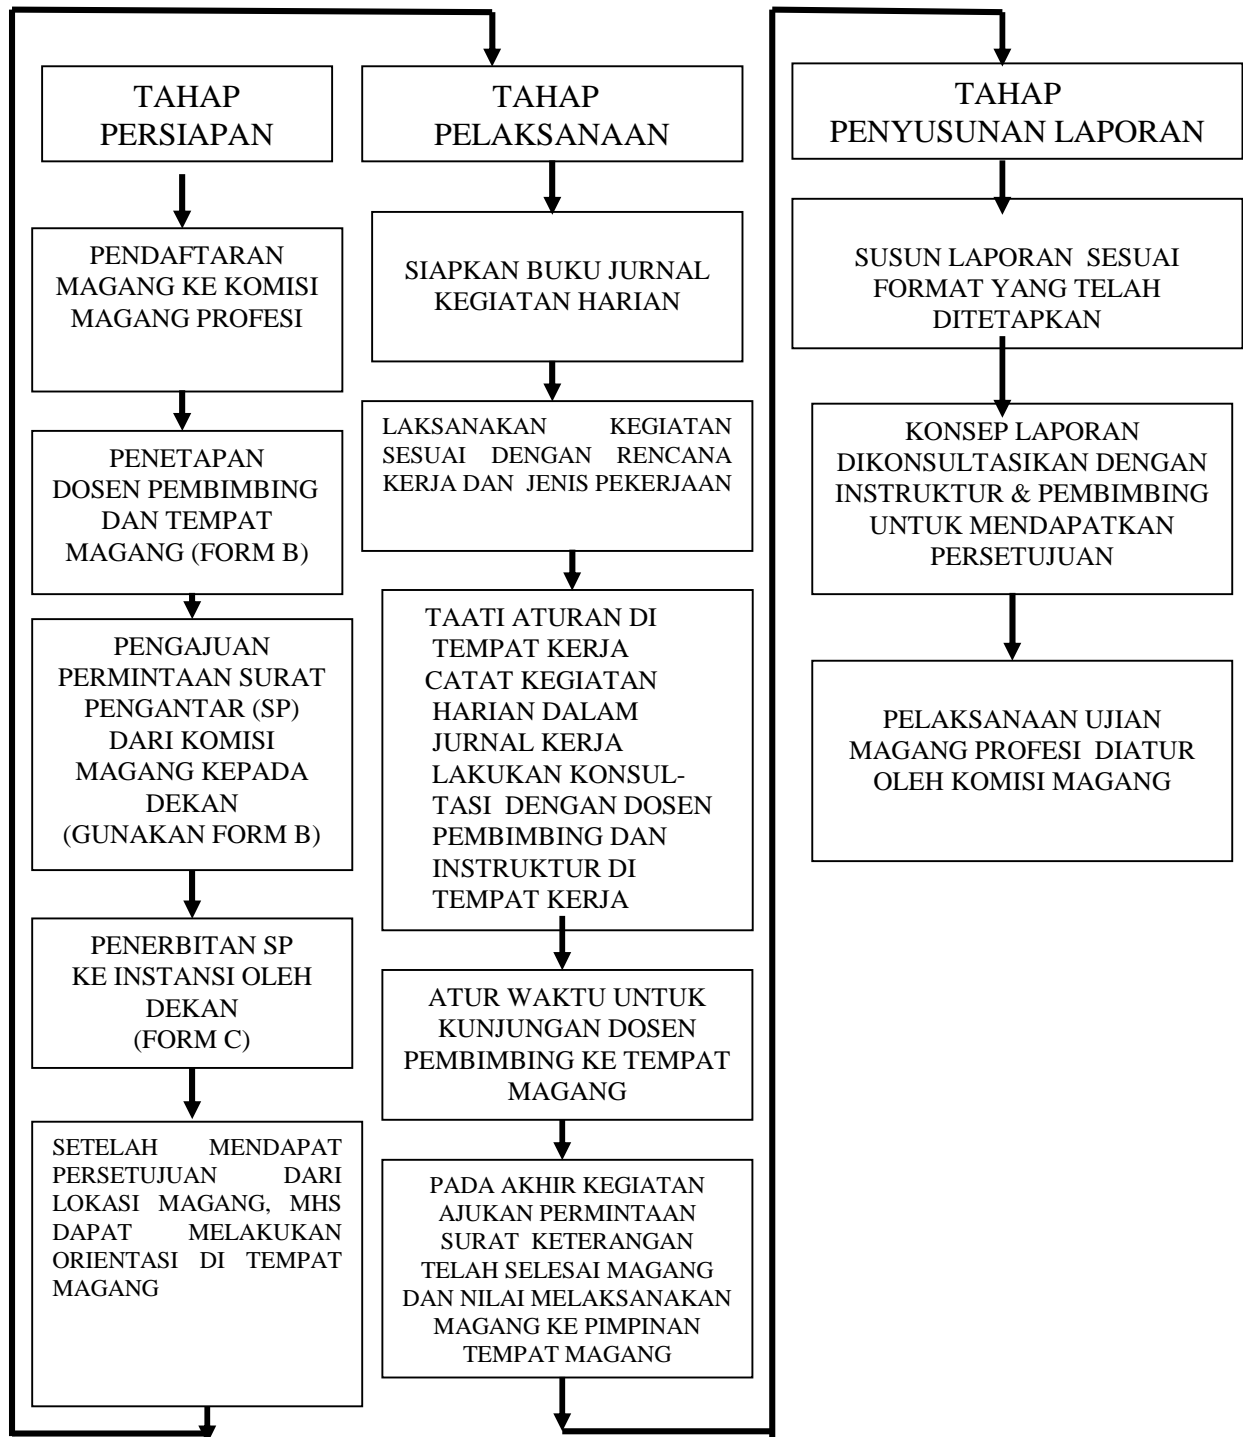 TAHAP
PERSIAPAN
PENDAFTARAN
MAGANG KE KOMISI
MAGANG PROFESI
PENETAPAN
DOSEN PEMBIMBING
DAN TEMPAT
MAGANG (FORM B)
PENGAJUAN
PERMINTAAN SURAT
PENGANTAR (SP)
DARI KOMISI
MAGANG KEPADA
DEKAN
(GUNAKAN FORM B)
PENERBITAN SP
KE INSTANSI OLEH
DEKAN
(FORM C)
SETELAH MENDAPAT
PERSETUJUAN DARI
LOKASI MAGANG, MHS
DAPAT MELAKUKAN
ORIENTASI DI TEMPAT
MAGANG
TAHAP
PELAKSANAAN
SIAPKAN BUKU JURNAL
KEGIATAN HARIAN
LAKSANAKAN KEGIATAN
SESUAI DENGAN RENCANA
KERJA DAN JENIS PEKERJAAN
TAATI ATURAN DI
TEMPAT KERJA
CATAT KEGIATAN
HARIAN DALAM
JURNAL KERJA
LAKUKAN KONSUL-
TASI DENGAN DOSEN
PEMBIMBING DAN
INSTRUKTUR DI
TEMPAT KERJA
ATUR WAKTU UNTUK
KUNJUNGAN DOSEN
PEMBIMBING KE TEMPAT
MAGANG
PADA AKHIR KEGIATAN
AJUKAN PERMINTAAN
SURAT KETERANGAN
TELAH SELESAI MAGANG
DAN NILAI MELAKSANAKAN
MAGANG KE PIMPINAN
TEMPAT MAGANG
TAHAP
PENYUSUNAN LAPORAN
SUSUN LAPORAN SESUAI
FORMAT YANG TELAH
DITETAPKAN
KONSEP LAPORAN
DIKONSULTASIKAN DENGAN
INSTRUKTUR & PEMBIMBING
UNTUK MENDAPATKAN
PERSETUJUAN
PELAKSANAAN UJIAN
MAGANG PROFESI DIATUR
OLEH KOMISI MAGANG